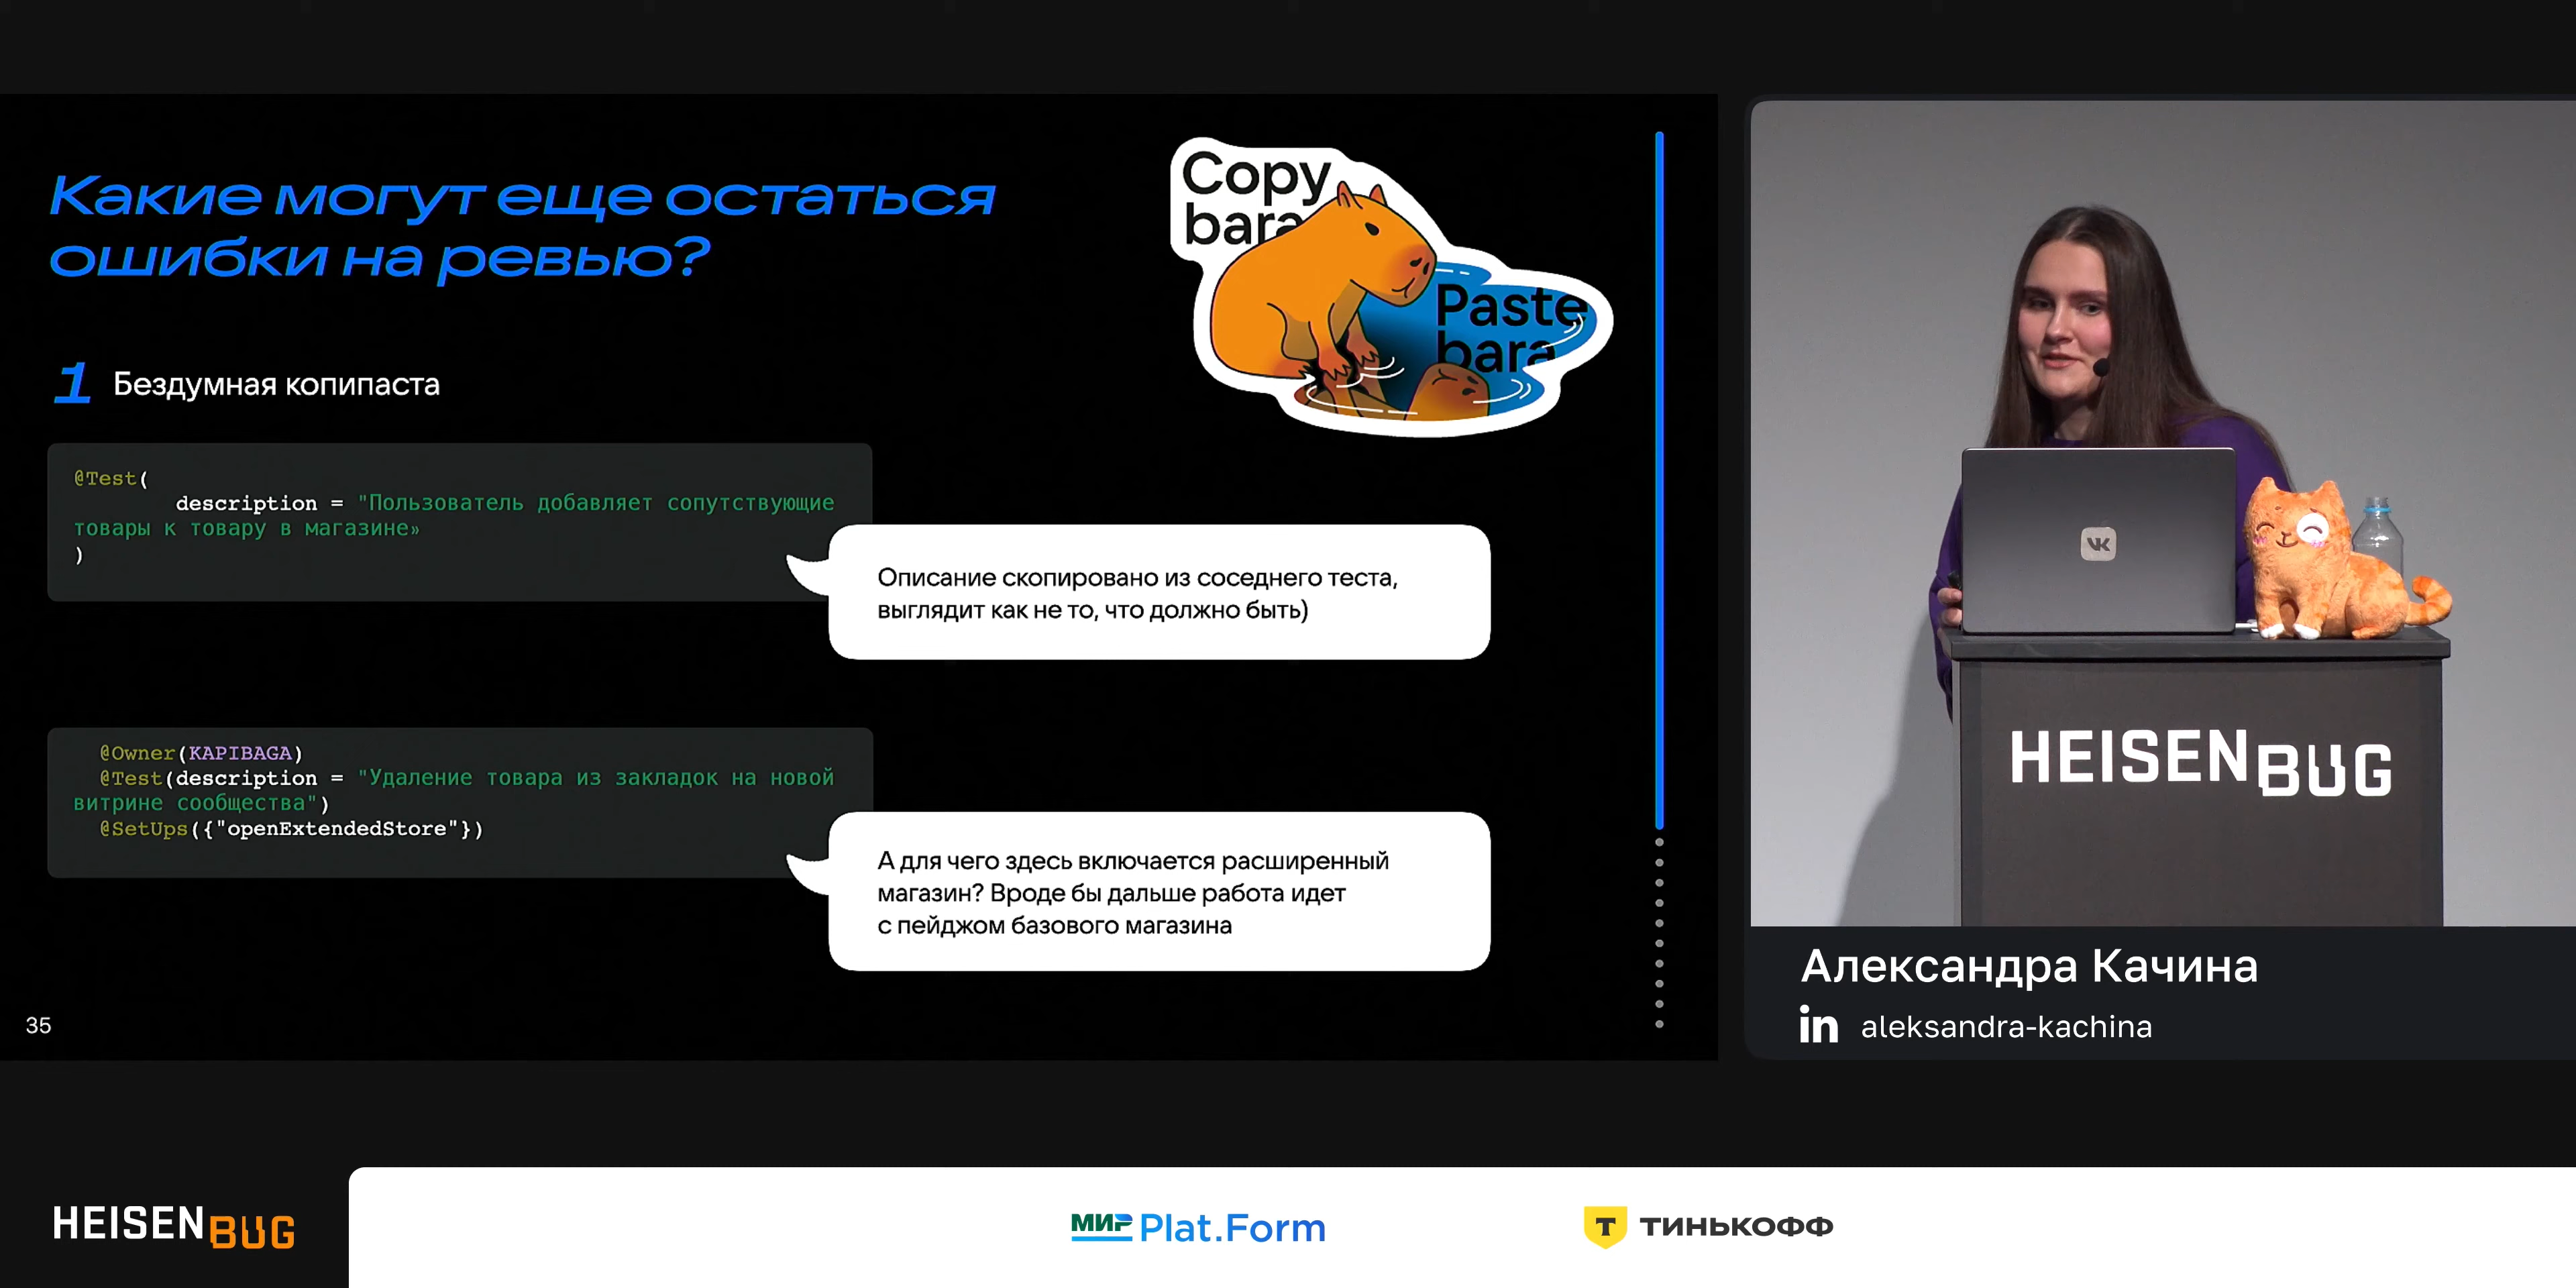 Какие могут еще остаться
ошибки на ревью?
Copy
bara
Paste
bara
1 Бездумная копипаста
@Test(
description = "Пользователь добавляет сопутствующие
товары к товару в магазине»
)
Описание скопировано из соседнего теста,
выглядит как не то, что должно быть)
@Owner(KAPIBAGA)
@Test(description = "Удаление товара из закладок на новой
витрине сообщества")
@SetUps({"openExtendedStore"})
А для чего здесь включается расширенный
магазин? Вроде бы дальше работа идет
с пейджом базового магазина
35
VK
HEISENBUG
Александра Качина
in aleksandra-kachina
HEISENBUG
МИР Plat.Form
Т ТИНЬКОФФ